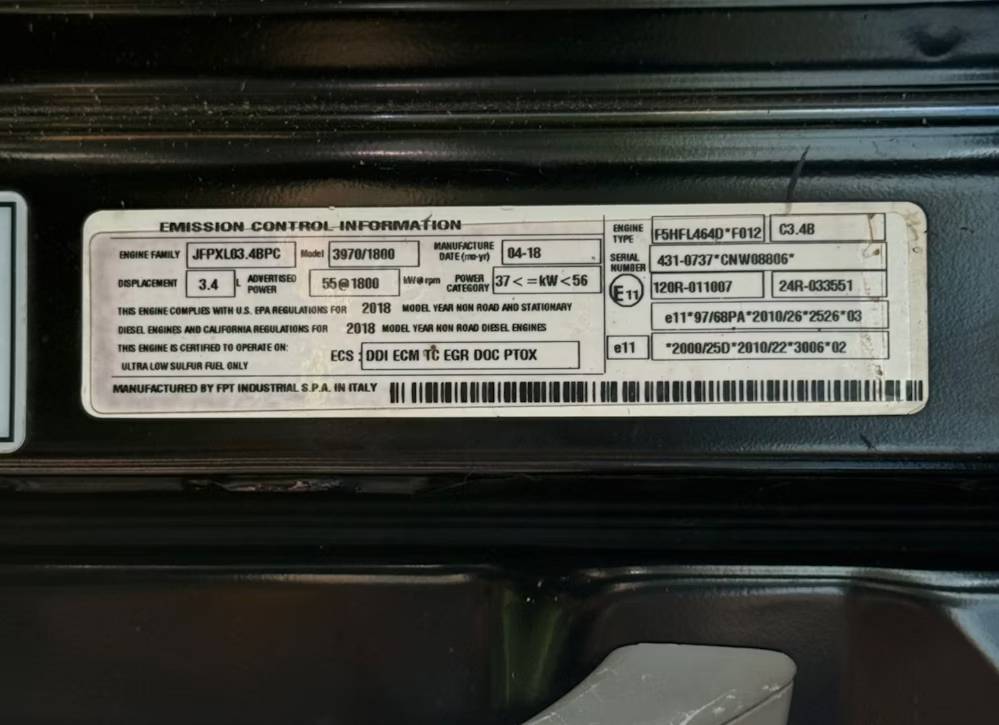 EMISSION CONTROL INFORMATION
ENGINE FAMILY JFPXL03.4BPC Model 3970/1800 MANUFACTURE DATE (mo-yr) 04-18
DISPLACEMENT 3.4 L ADVERTISED POWER 55@1800 kW@rpm POWER CATEGORY 37<=kW<56
THIS ENGINE COMPLIES WITH U.S. EPA REGULATIONS FOR 2018 MODEL YEAR NON ROAD AND STATIONARY
DIESEL ENGINES AND CALIFORNIA REGULATIONS FOR 2018 MODEL YEAR NON ROAD DIESEL ENGINES
THIS ENGINE IS CERTIFIED TO OPERATE ON:
ULTRA LOW SULFUR FUEL ONLY
ECS : DDI ECM TC EGR DOC PTOX
MANUFACTURED BY FPT INDUSTRIAL S.P.A. IN ITALY
ENGINE TYPE F5HFL464D*F012 C3.4B
SERIAL NUMBER 431-0737*CNW08806*
E11 120R-011007 24R-033551
e11*97/68PA*2010/26*2526*03
e11 *2000/25D*2010/22*3006*02